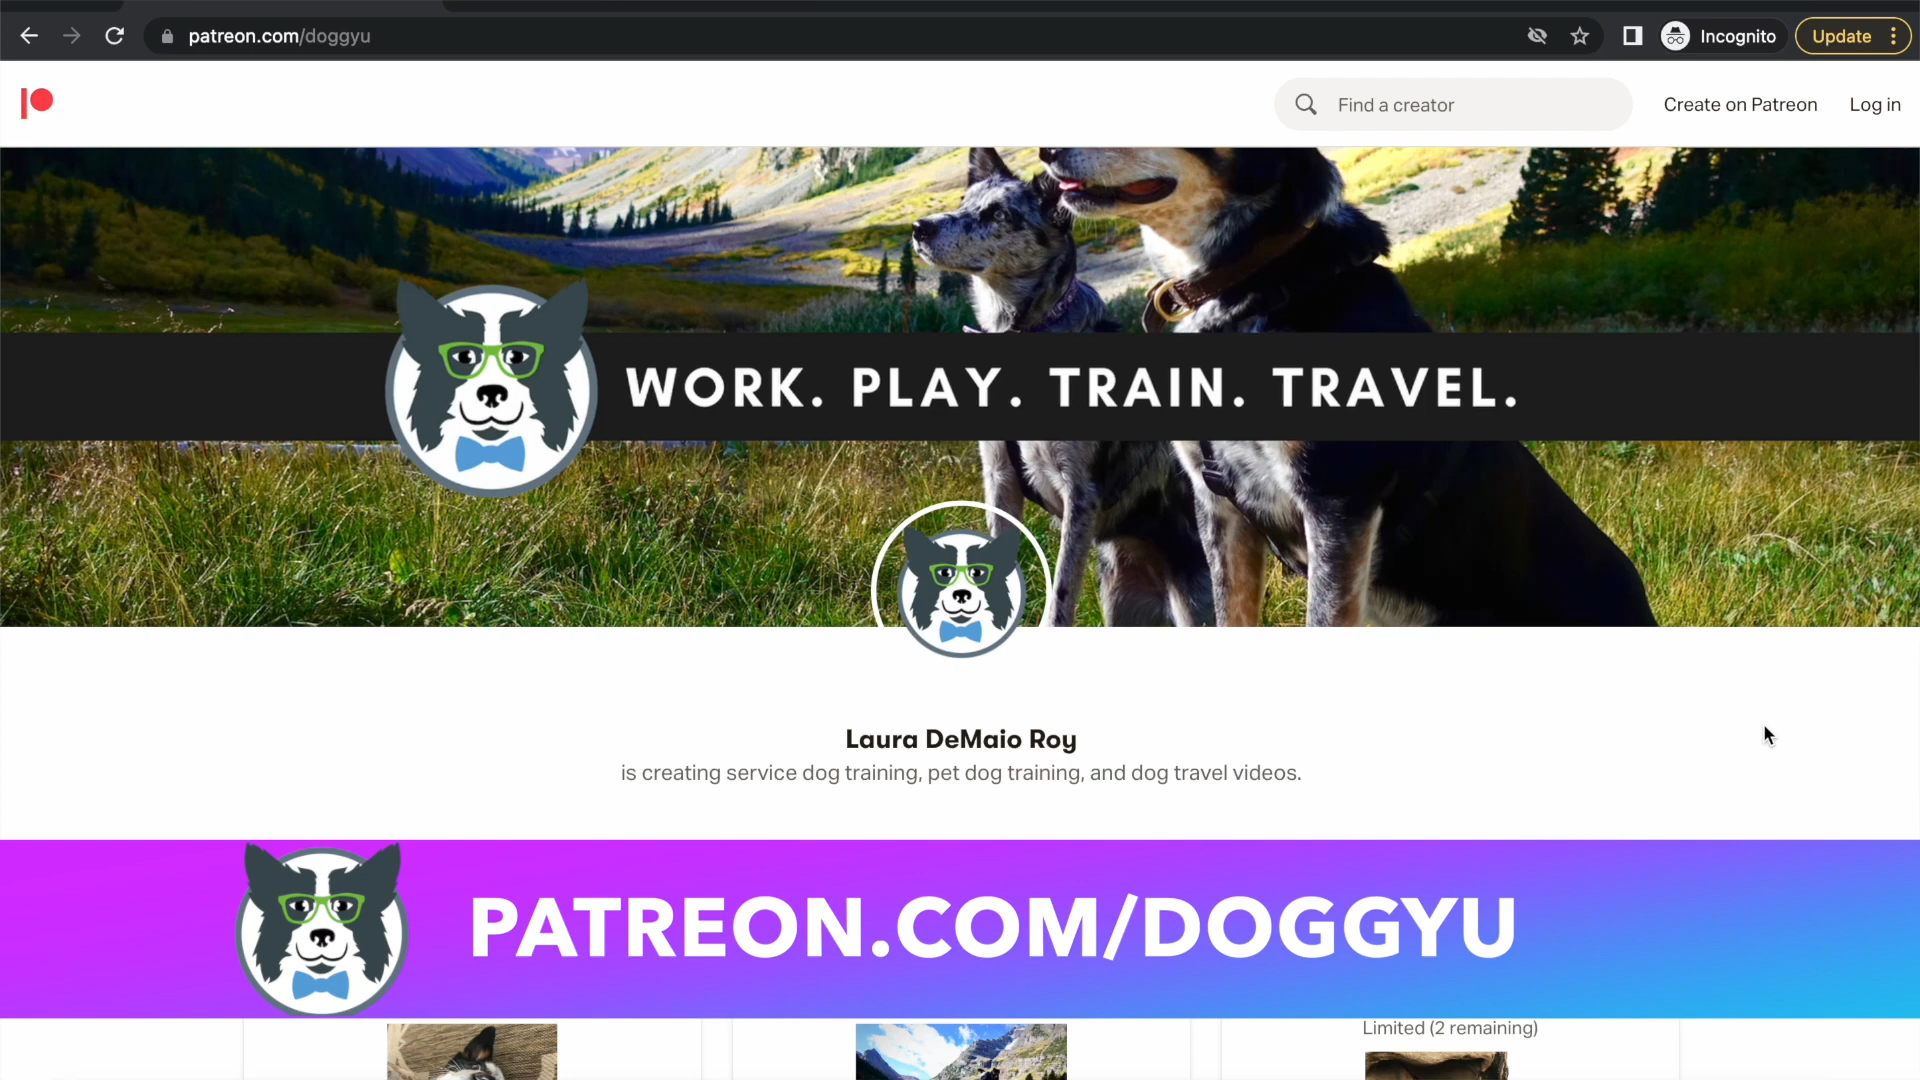 patreon.com/doggyu
Incognito
Update
Find a creator
Create on Patreon
Log in
WORK. PLAY. TRAIN. TRAVEL.
Laura DeMaio Roy
is creating service dog training, pet dog training, and dog travel videos.
PATREON.COM/DOGGYU
Limited (2 remaining)